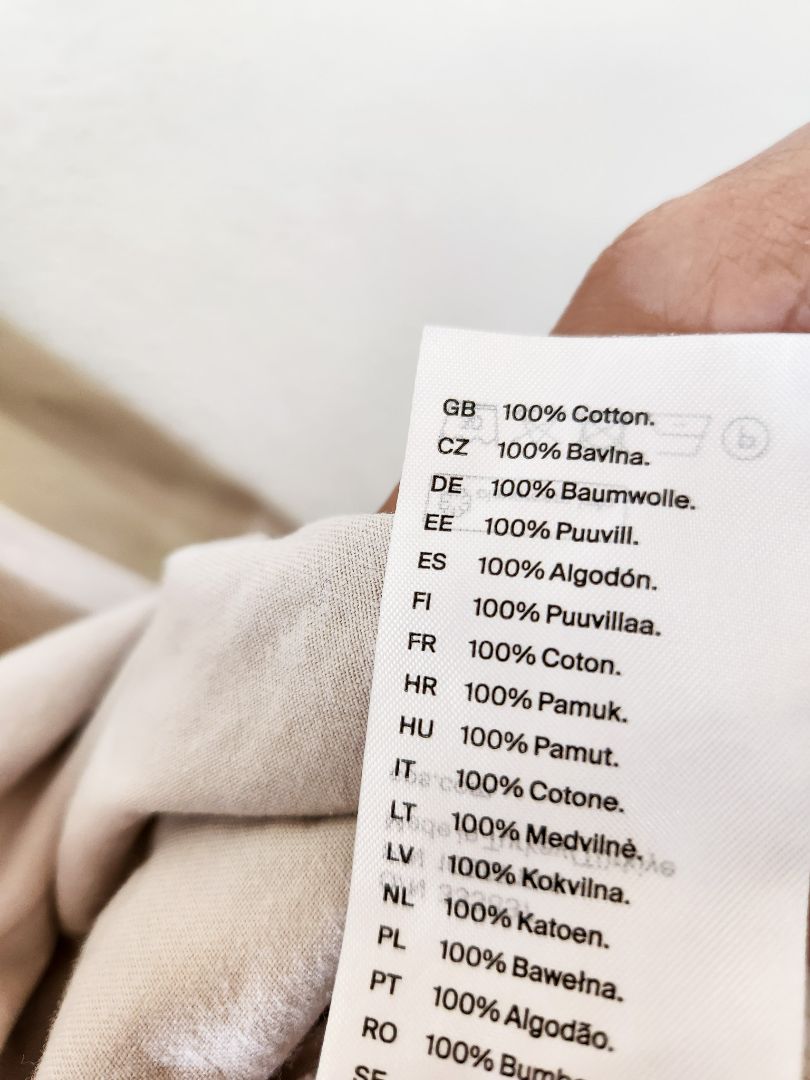 GB 100% Cotton.
CZ 100% Bavlna.
DE 100% Baumwolle.
EE 100% Puuvill.
ES 100% Algodón.
FI 100% Puuvillaa.
FR 100% Coton.
HR 100% Pamuk.
HU 100% Pamut.
IT 100% Cotone.
LT 100% Medvilnė.
LV 100% Kokvilna.
NL 100% Katoen.
PL 100% Bawełna.
PT 100% Algodão.
RO 100%
SE